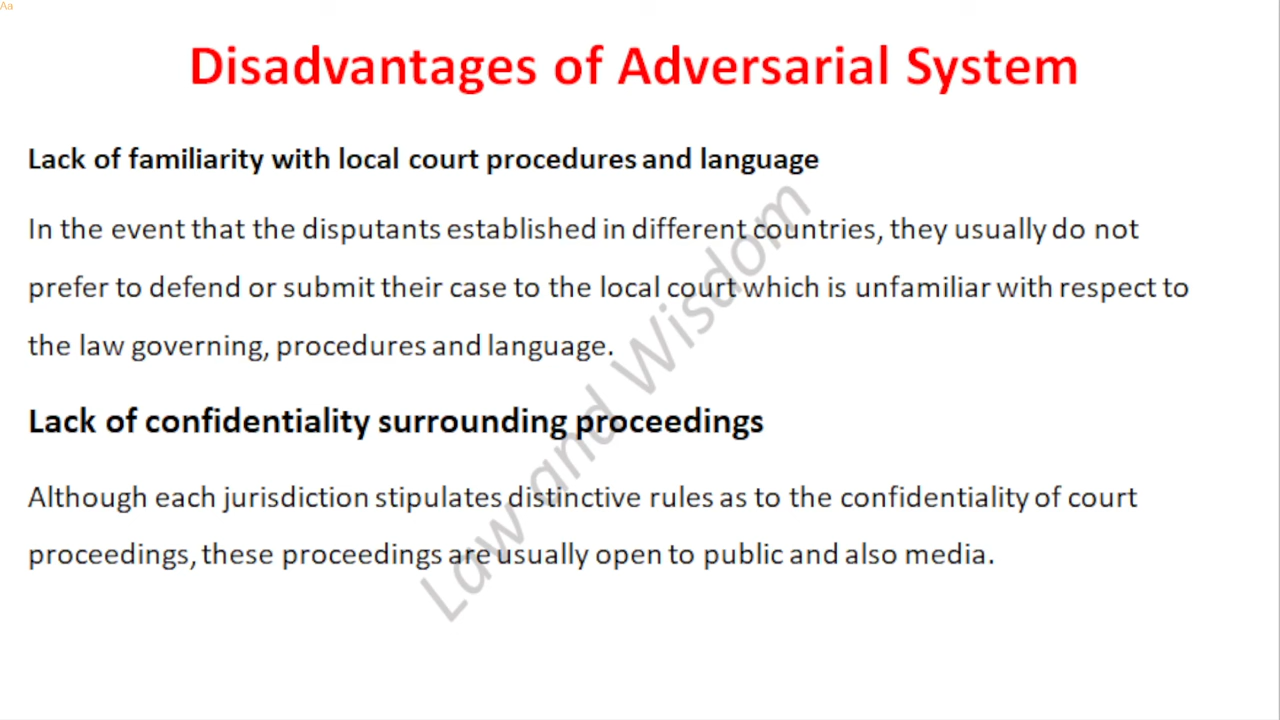 Aa
Disadvantages of Adversarial System
Lack of familiarity with local court procedures and language
In the event that the disputants established in different countries, they usually do not
prefer to defend or submit their case to the local court which is unfamiliar with respect to
the law governing, procedures and language.
Lack of confidentiality surrounding proceedings
Although each jurisdiction stipulates distinctive rules as to the confidentiality of court
proceedings, these proceedings are usually open to public and also media.
Law and Wisdom